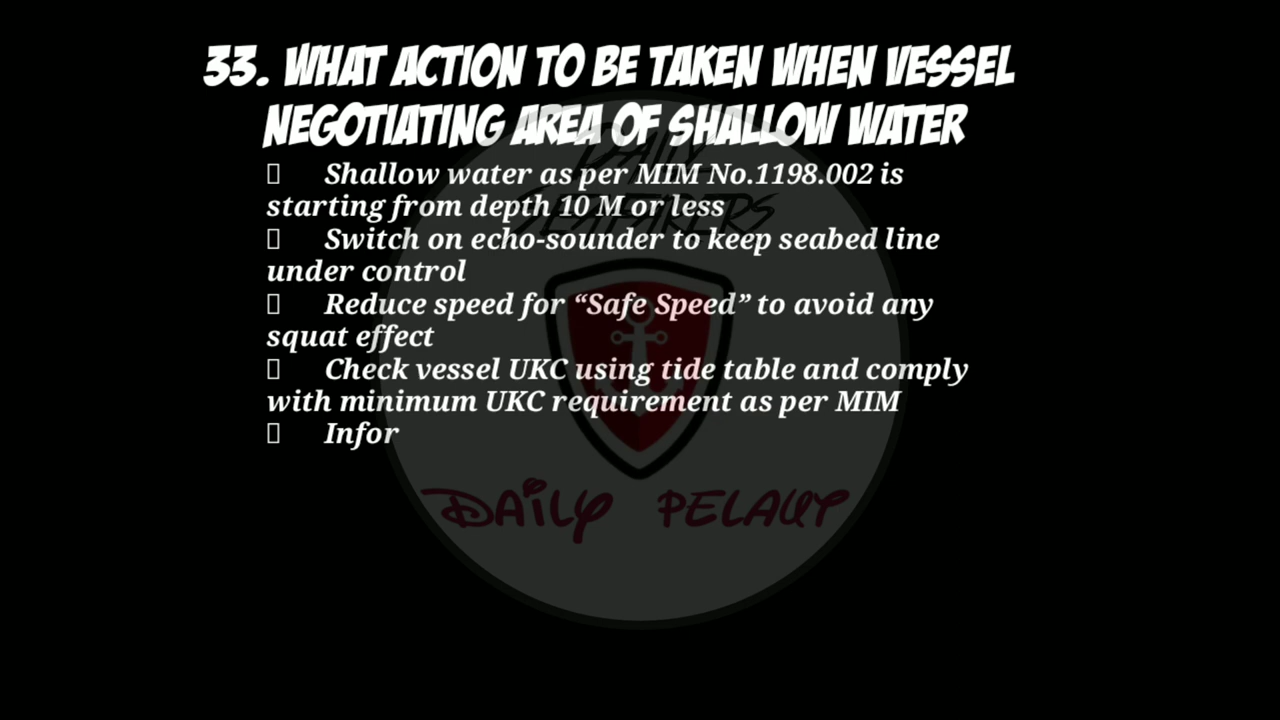 33. WHAT ACTION TO BE TAKEN WHEN VESSEL
NEGOTIATING AREA OF SHALLOW WATER
Shallow water as per MIM No.1198.002 is
starting from depth 10 M or less
Switch on echo-sounder to keep seabed line
under control
Reduce speed for “Safe Speed” to avoid any
squat effect
Check vessel UKC using tide table and comply
with minimum UKC requirement as per MIM
Infor
DAILY
SEAFARERS
DAILY PELAUT